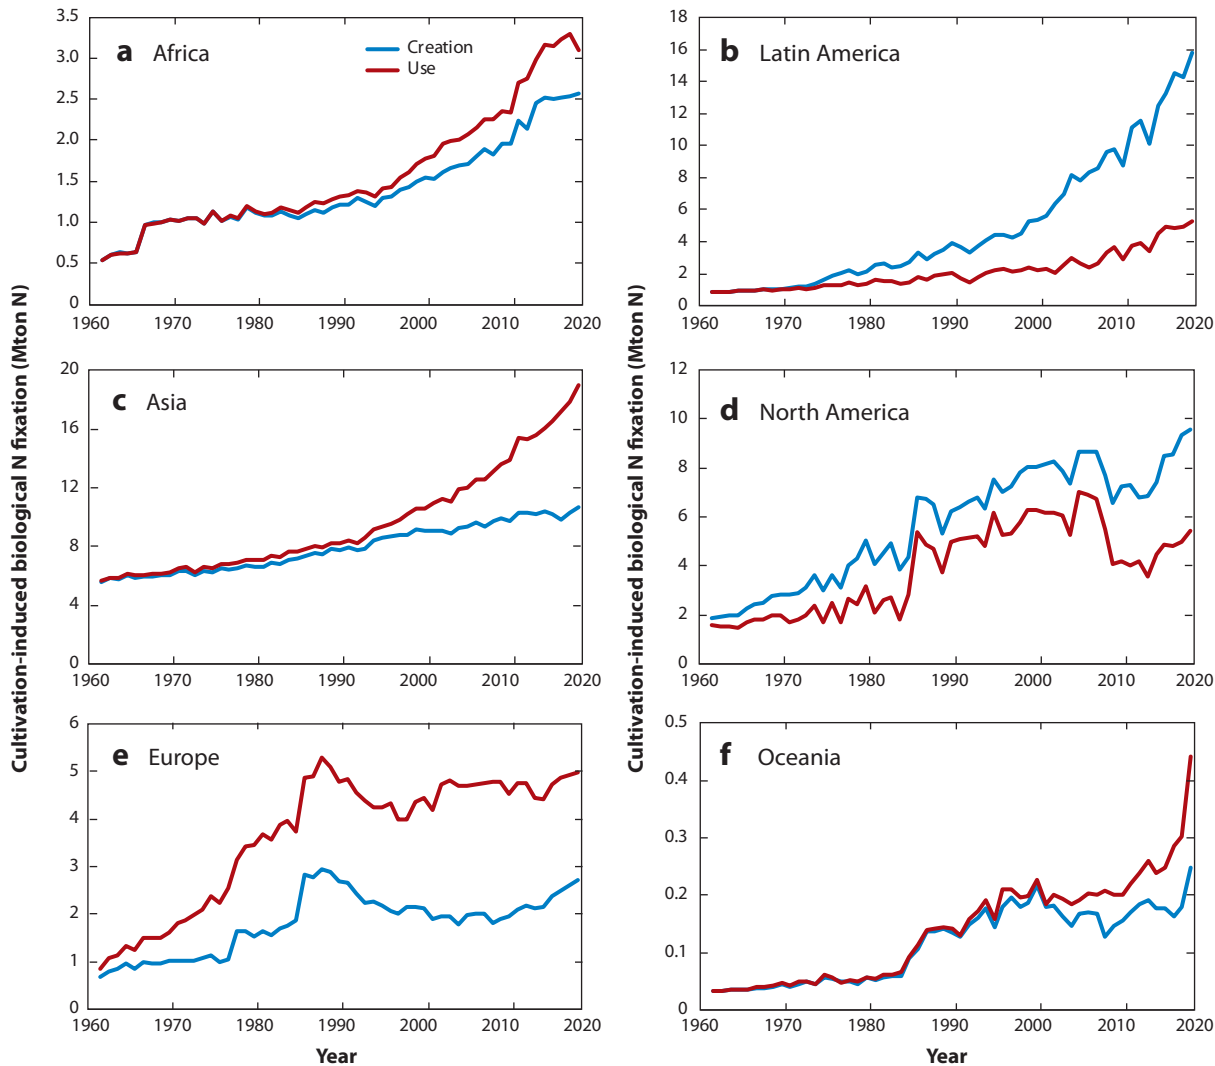 a Africa
Creation
Use
3.5
3.0
2.5
2.0
1.5
1.0
0.5
0
1960 1970 1980 1990 2000 2010 2020
b Latin America
18
16
14
12
10
8
6
4
2
0
1960 1970 1980 1990 2000 2010 2020
c Asia
20
16
12
8
4
0
1960 1970 1980 1990 2000 2010 2020
d North America
12
10
8
6
4
2
0
1960 1970 1980 1990 2000 2010 2020
e Europe
6
5
4
3
2
1
0
1960 1970 1980 1990 2000 2010 2020
f Oceania
0.5
0.4
0.3
0.2
0.1
0
1960 1970 1980 1990 2000 2010 2020
Cultivation-induced biological N fixation (Mton N)
Cultivation-induced biological N fixation (Mton N)
Year
Year